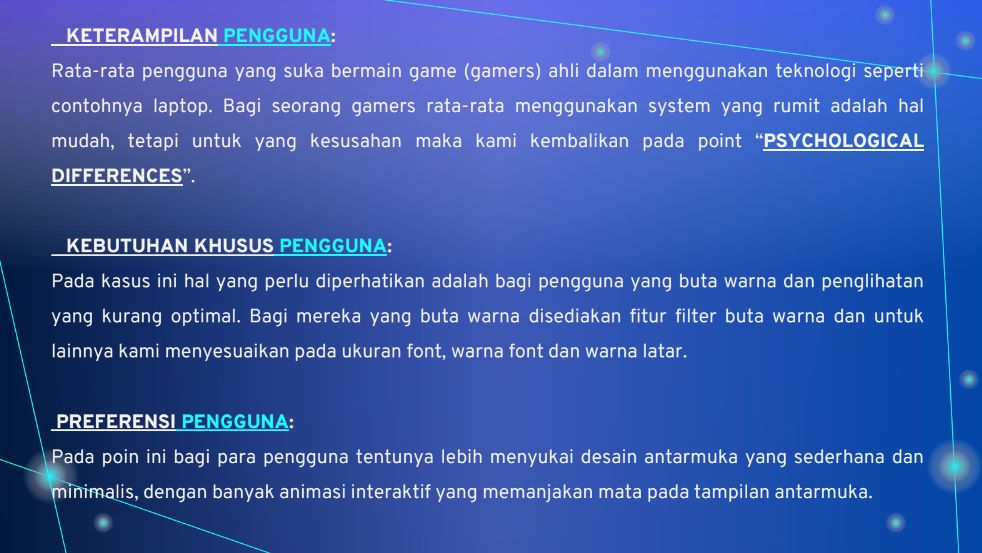 KETERAMPILAN PENGGUNA:
Rata-rata pengguna yang suka bermain game (gamers) ahli dalam menggunakan teknologi seperti
contohnya laptop. Bagi seorang gamers rata-rata menggunakan system yang rumit adalah hal
mudah, tetapi untuk yang kesusahan maka kami kembalikan pada point “PSYCHOLOGICAL
DIFFERENCES”.
KEBUTUHAN KHUSUS PENGGUNA:
Pada kasus ini hal yang perlu diperhatikan adalah bagi pengguna yang buta warna dan penglihatan
yang kurang optimal. Bagi mereka yang buta warna disediakan fitur filter buta warna dan untuk
lainnya kami menyesuaikan pada ukuran font, warna font dan warna latar.
PREFERENSI PENGGUNA:
Pada poin ini bagi para pengguna tentunya lebih menyukai desain antarmuka yang sederhana dan
minimalis, dengan banyak animasi interaktif yang memanjakan mata pada tampilan antarmuka.